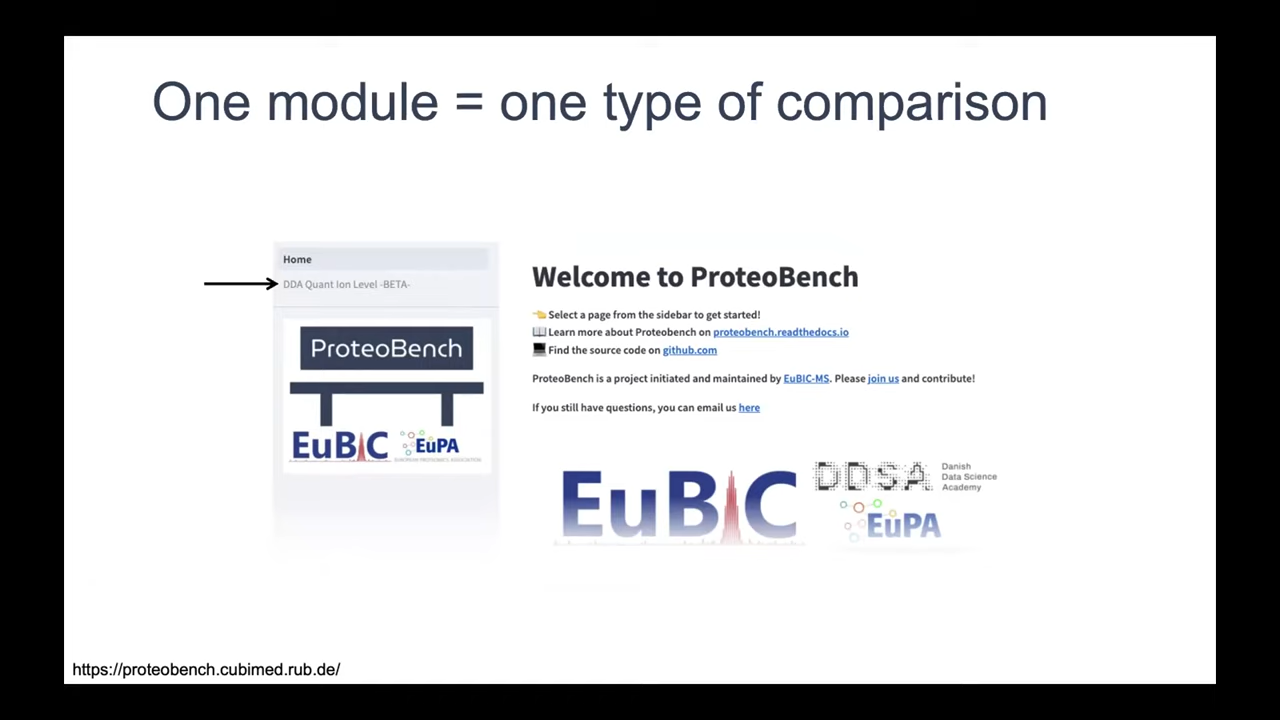 One module = one type of comparison
Home
DDA Quant Ion Level -BETA-
ProteoBench
EuBIC
EuPA
EUROPEAN PROTEOMICS ASSOCIATION
Welcome to ProteoBench
👈 Select a page from the sidebar to get started!
📖 Learn more about Proteobench on proteobench.readthedocs.io
💻 Find the source code on github.com
ProteoBench is a project initiated and maintained by EuBIC-MS. Please join us and contribute!
If you still have questions, you can email us here
EuBIC
DDSA
Danish
Data Science
Academy
EuPA
https://proteobench.cubimed.rub.de/